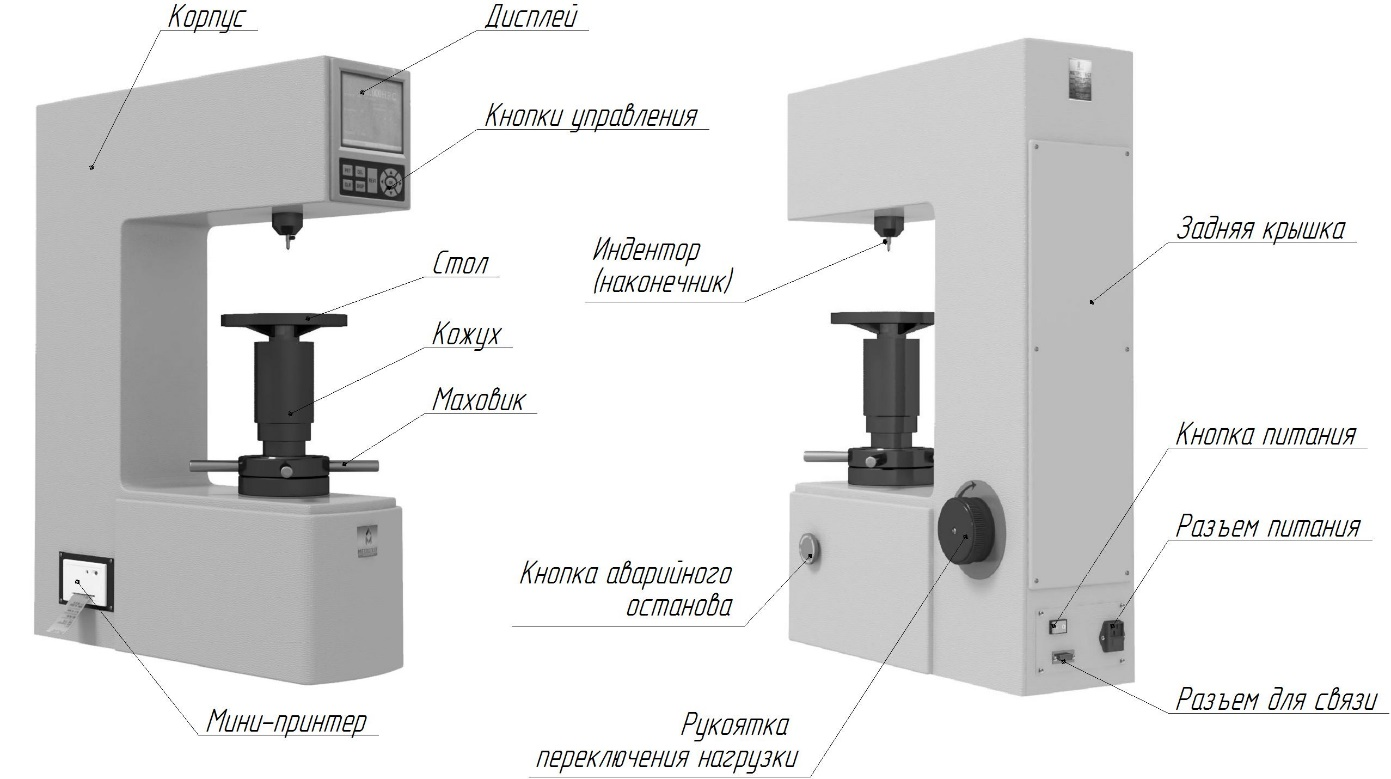 Корпус
Дисплей
Кнопки управления
Стол
Кожух
Маховик
Мини-принтер
Индентор
(наконечник)
Задняя крышка
Кнопка питания
Разъем питания
Кнопка аварийного
останова
Рукоятка
переключения нагрузки
Разъем для связи